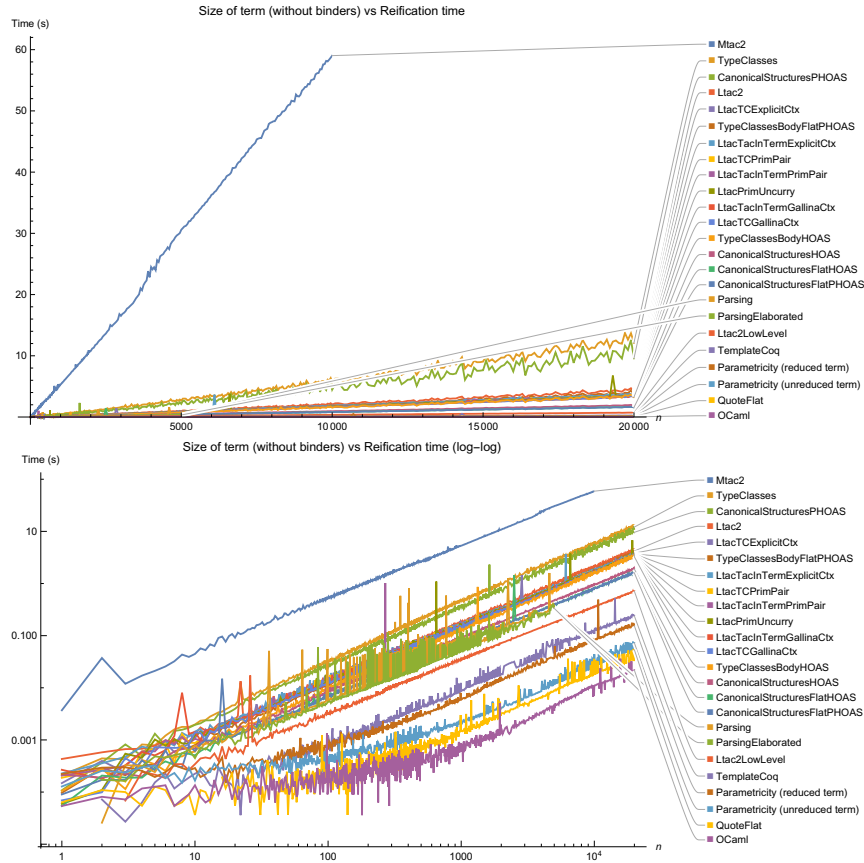 Size of term (without binders) vs Reification time
Time (s)
60
50
40
30
20
10
5000
10000
15000
20000
n
Mtac2
TypeClasses
CanonicalStructuresPHOAS
Ltac2
LtacTCExplicitCtx
TypeClassesBodyFlatPHOAS
LtacTacInTermExplicitCtx
LtacTCPrimPair
LtacTacInTermPrimPair
LtacPrimUncurry
LtacTacInTermGallinaCtx
LtacTCGallinaCtx
TypeClassesBodyHOAS
CanonicalStructuresHOAS
CanonicalStructuresFlatHOAS
CanonicalStructuresFlatPHOAS
Parsing
ParsingElaborated
Ltac2LowLevel
TemplateCoq
Parametricity (reduced term)
Parametricity (unreduced term)
QuoteFlat
OCaml
Size of term (without binders) vs Reification time (log–log)
Time (s)
10
0.100
0.001
1
10
100
1000
10⁴
n
Mtac2
TypeClasses
CanonicalStructuresPHOAS
Ltac2
LtacTCExplicitCtx
TypeClassesBodyFlatPHOAS
LtacTacInTermExplicitCtx
LtacTCPrimPair
LtacTacInTermPrimPair
LtacPrimUncurry
LtacTacInTermGallinaCtx
LtacTCGallinaCtx
TypeClassesBodyHOAS
CanonicalStructuresHOAS
CanonicalStructuresFlatHOAS
CanonicalStructuresFlatPHOAS
Parsing
ParsingElaborated
Ltac2LowLevel
TemplateCoq
Parametricity (reduced term)
Parametricity (unreduced term)
QuoteFlat
OCaml